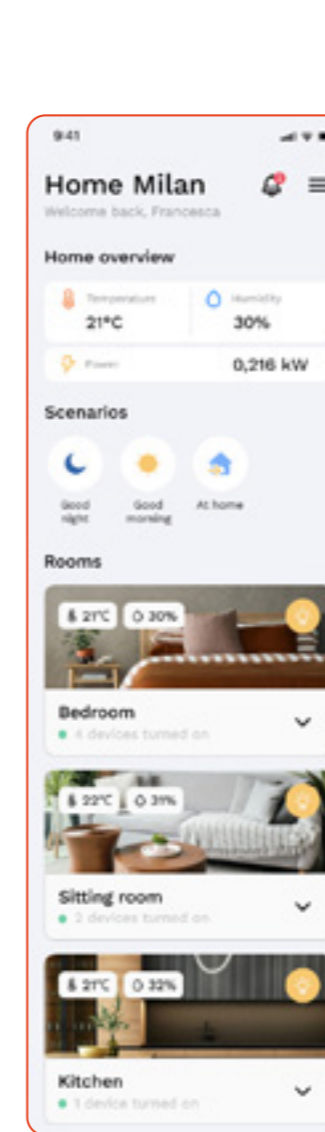 9:41
Home Milan
Welcome back, Francesca
Home overview
Temperature
21°C
Humidity
30%
Power
0,216 kW
Scenarios
Good
night
Good
morning
At home
Rooms
21°C
30%
Bedroom
4 devices turned on
22°C
31%
Sitting room
2 devices turned on
21°C
32%
Kitchen
1 device turned on